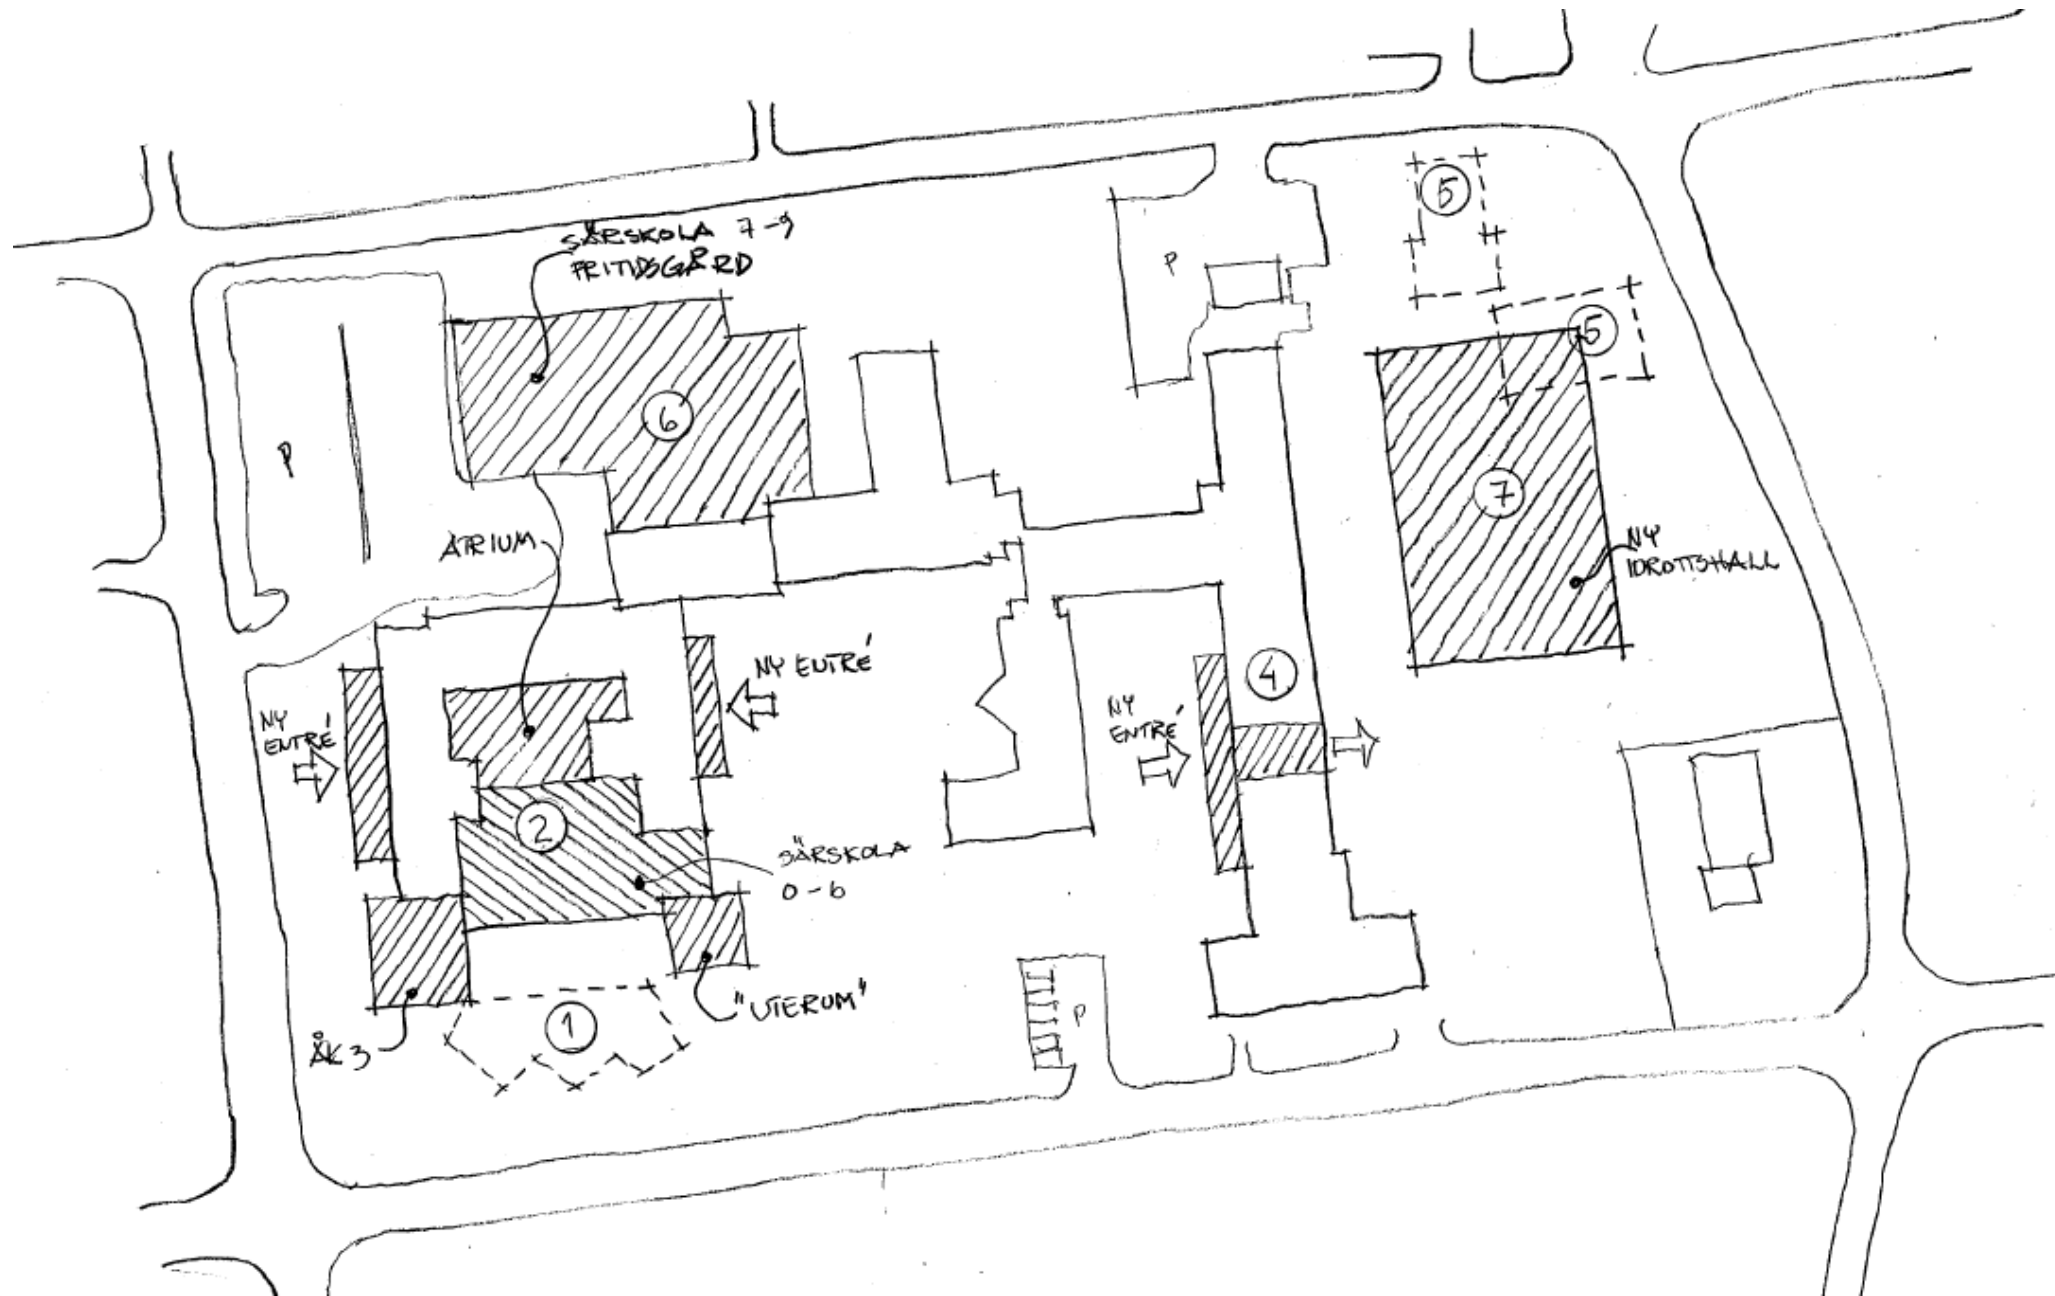 SÄRSKOLA 7-9
FRITIDSGÅRD
5
P
5
6
P
7
ATRIUM
NY
IDROTTSHALL
NY ENTRÉ
4
NY
ENTRÉ
NY
ENTRÉ
2
SÄRSKOLA
0-6
"UTERUM"
1
P
ÅK 3